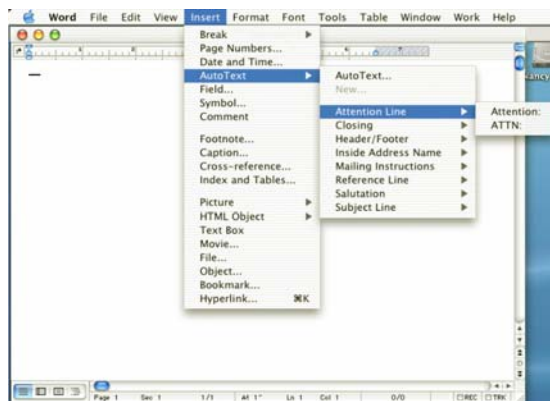 Word File Edit View Insert Format Font Tools Table Window Work Help
Break
Page Numbers...
Date and Time...
AutoText
Field...
Symbol...
Comment
Footnote...
Caption...
Cross-reference...
Index and Tables...
Picture
HTML Object
Text Box
Movie...
File...
Object...
Bookmark...
Hyperlink... ⌘K
AutoText...
New...
Attention Line
Closing
Header/Footer
Inside Address Name
Mailing Instructions
Reference Line
Salutation
Subject Line
Attention:
ATTN:
Page 1 Sec 1 1/1 At 1" Ln 1 Col 1 0/0 REC TRK